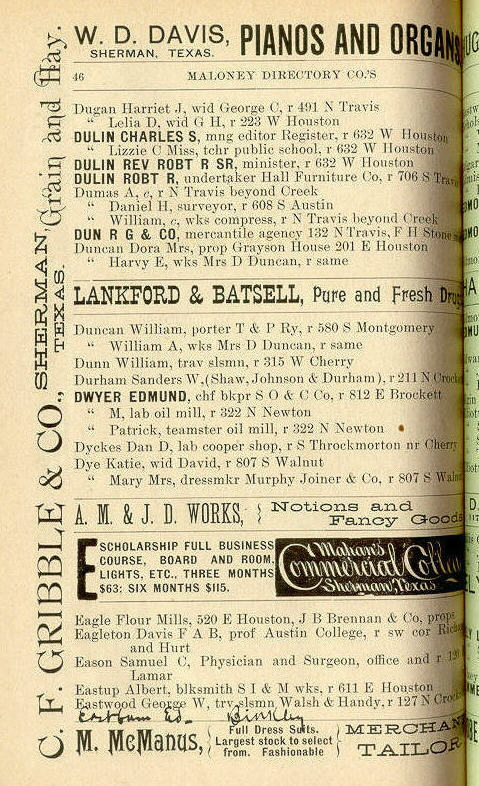 C. F. GRIBBLE & CO., SHERMAN, TEXAS. Grain and Hay.
W. D. DAVIS, PIANOS AND ORGANS
SHERMAN, TEXAS.
46 MALONEY DIRECTORY CO.'S
Dugan Harriet J, wid George C, r 491 N Travis
“ Lelia D, wid G H, r 223 W Houston
DULIN CHARLES S, mng editor Register, r 632 W Houston
“ Lizzie C Miss, tchr public school, r 632 W Houston
DULIN REV ROBT R SR, minister, r 632 W Houston
DULIN ROBT R, undertaker Hall Furniture Co, r 706 S Travis
Dumas A, c, r N Travis beyond Creek
“ Daniel H, surveyor, r 608 S Austin
“ William, c, wks compress, r N Travis beyond Creek
DUN R G & CO, mercantile agency 132 N Travis, F H Stone
Duncan Dora Mrs, prop Grayson House 201 E Houston
“ Harvy E, wks Mrs D Duncan, r same
LANKFORD & BATSELL, Pure and Fresh Drug
Duncan William, porter T & P Ry, r 580 S Montgomery
“ William A, wks Mrs D Duncan, r same
Dunn William, trav slsmn, r 315 W Cherry
Durham Sanders W, (Shaw, Johnson & Durham), r 211 N Crocke
DWYER EDMUND, chf bkpr S O & C Co, r 812 E Brockett
“ M, lab oil mill, r 322 N Newton
“ Patrick, teamster oil mill, r 322 N Newton
Dyckes Dan D, lab cooper shop, r S Throckmorton nr Cherry
Dye Katie, wid David, r 807 S Walnut
“ Mary Mrs, dressmkr Murphy Joiner & Co, r 807 S Walnut
A. M. & J. D. WORKS, Notions and
Fancy Goods
ESCHOLARSHIP FULL BUSINESS
COURSE, BOARD AND ROOM,
LIGHTS, ETC., THREE MONTHS
$63; SIX MONTHS $115.
Mahan's
Commercial College
Sherman, Texas
Eagle Flour Mills, 520 E Houston, J B Brennan & Co, props
Eagleton Davis F A B, prof Austin College, r sw cor Richa
and Hurt
Eason Samuel C, Physician and Surgeon, office and r 120
Lamar
Eastup Albert, blksmith S I & M wks, r 611 E Houston
Eastwood George W, trv slsmn Walsh & Handy, r 127 N Crock
Ed. Binkley
M. McMANUS, Full Dress Suits.
Largest stock to select
from. Fashionable
MERCHAN
TAILOR